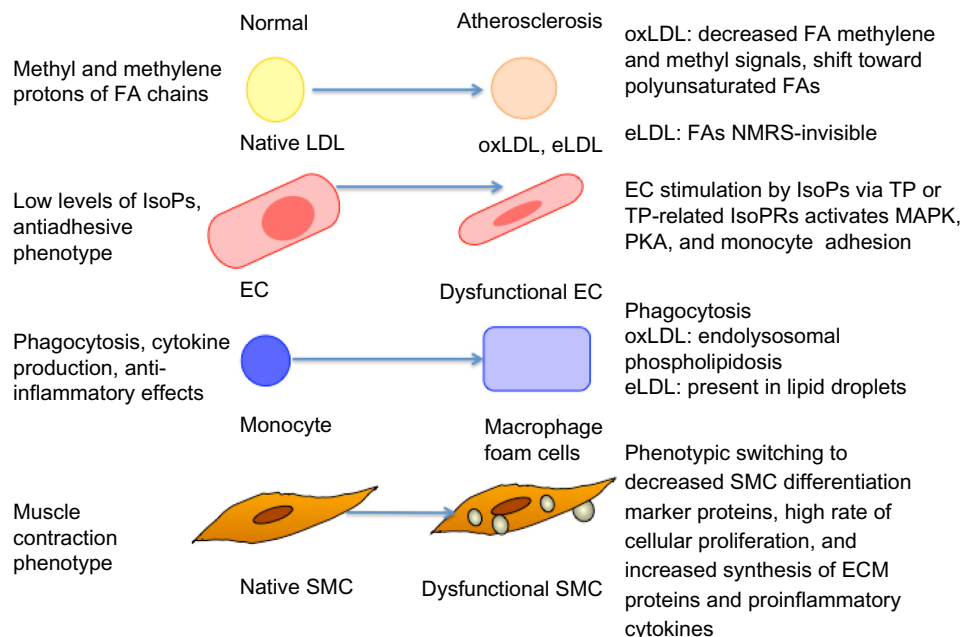 Normal
Atherosclerosis
Methyl and methylene
protons of FA chains
Native LDL
oxLDL, eLDL
oxLDL: decreased FA methylene
and methyl signals, shift toward
polyunsaturated FAs
eLDL: FAs NMRS-invisible
Low levels of IsoPs,
antiadhesive
phenotype
EC
Dysfunctional EC
EC stimulation by IsoPs via TP or
TP-related IsoPRs activates MAPK,
PKA, and monocyte adhesion
Phagocytosis, cytokine
production, anti-
inflammatory effects
Monocyte
Macrophage
foam cells
Phagocytosis
oxLDL: endolysosomal
phospholipidosis
eLDL: present in lipid droplets
Muscle
contraction
phenotype
Native SMC
Dysfunctional SMC
Phenotypic switching to
decreased SMC differentiation
marker proteins, high rate of
cellular proliferation, and
increased synthesis of ECM
proteins and proinflammatory
cytokines